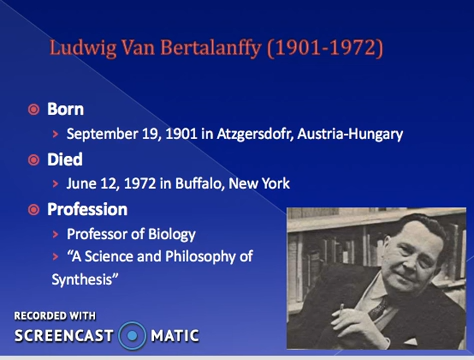 Ludwig Van Bertalanffy (1901-1972)
Born
September 19, 1901 in Atzgersdofr, Austria-Hungary
Died
June 12, 1972 in Buffalo, New York
Profession
Professor of Biology
“A Science and Philosophy of
Synthesis”
RECORDED WITH
SCREENCAST MATIC